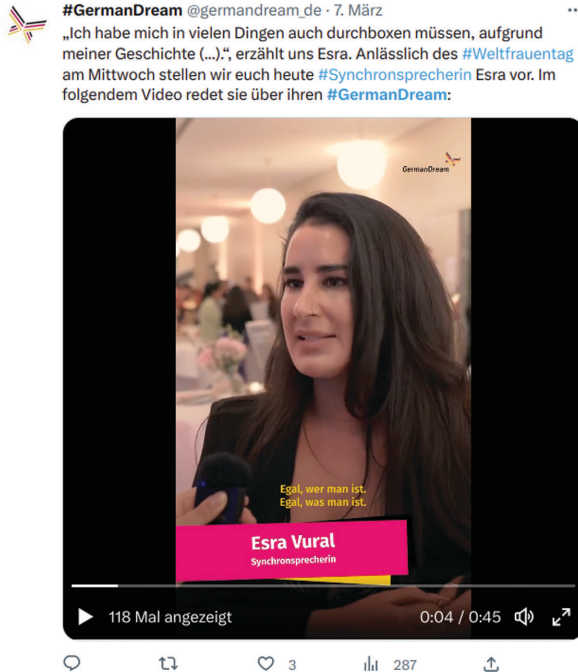 #GermanDream @germandream_de · 7. März
„Ich habe mich in vielen Dingen auch durchboxen müssen, aufgrund
meiner Geschichte (...).“, erzählt uns Esra. Anlässlich des #Weltfrauentag
am Mittwoch stellen wir euch heute #Synchronsprecherin Esra vor. Im
folgendem Video redet sie über ihren #GermanDream:
GermanDream
Egal, wer man ist.
Egal, was man ist.
Esra Vural
Synchronsprecherin
118 Mal angezeigt 0:04 / 0:45
3 287